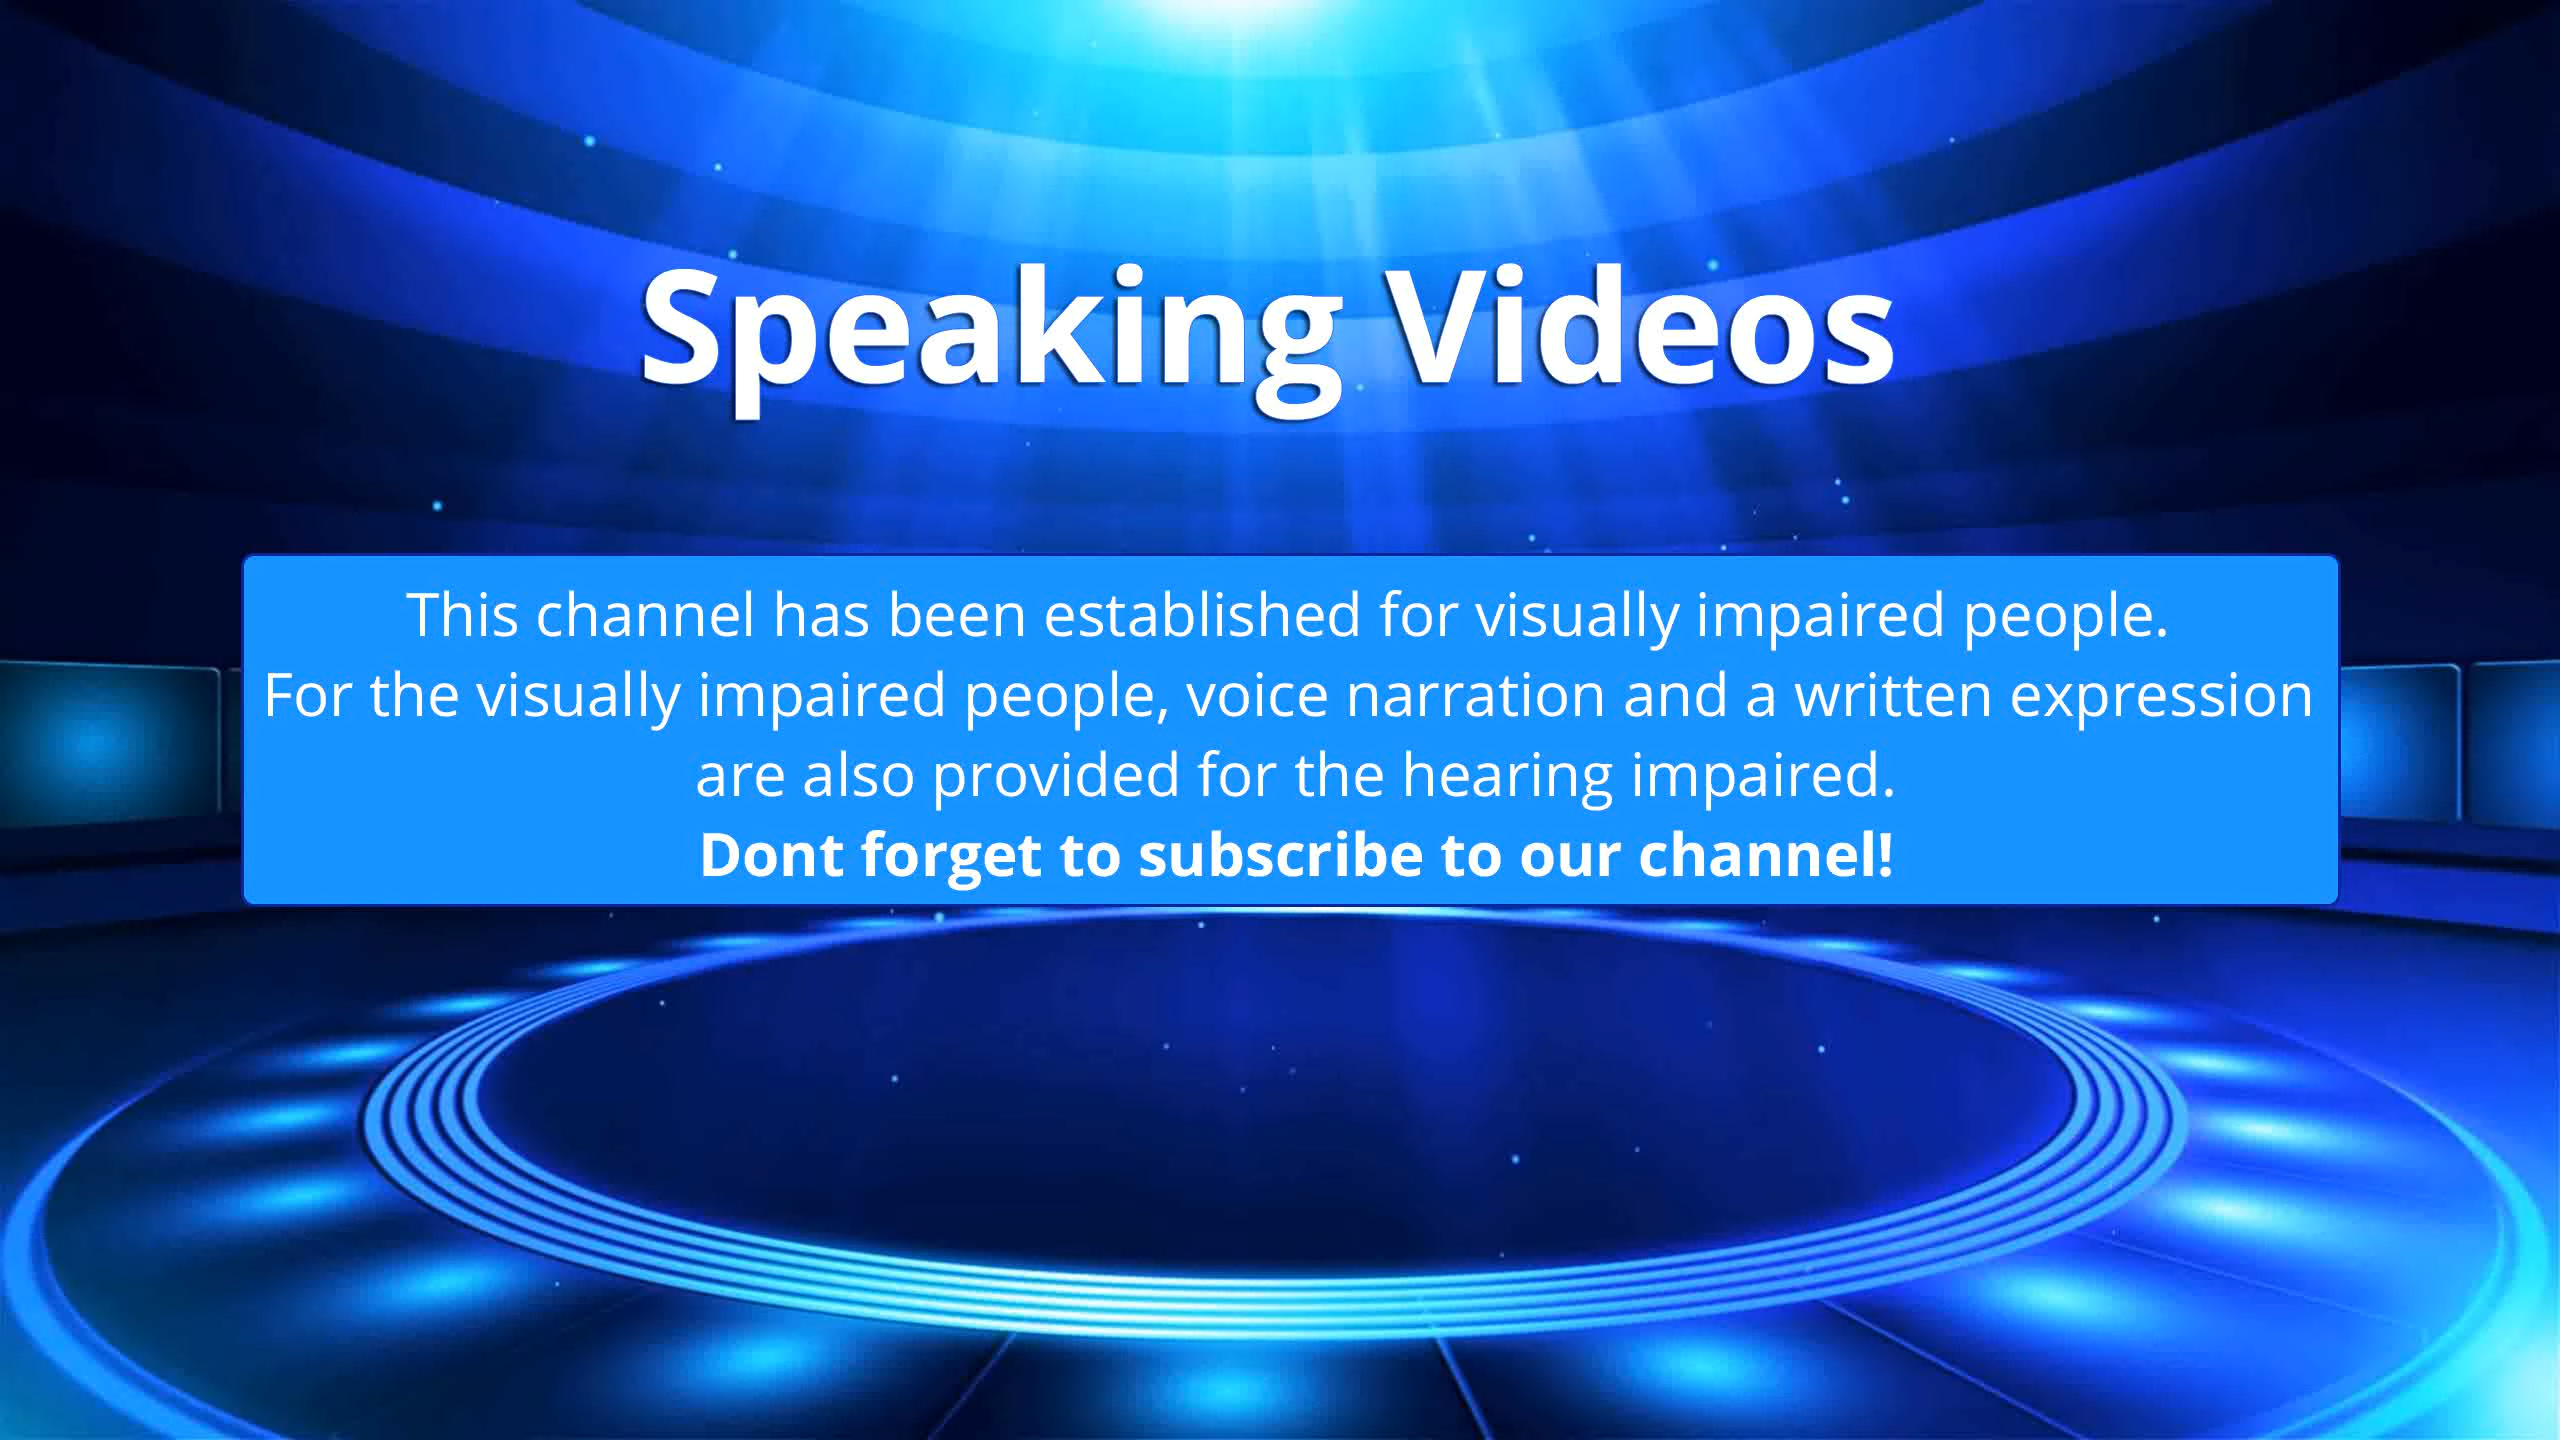 Speaking Videos
This channel has been established for visually impaired people.
For the visually impaired people, voice narration and a written expression
are also provided for the hearing impaired.
Dont forget to subscribe to our channel!